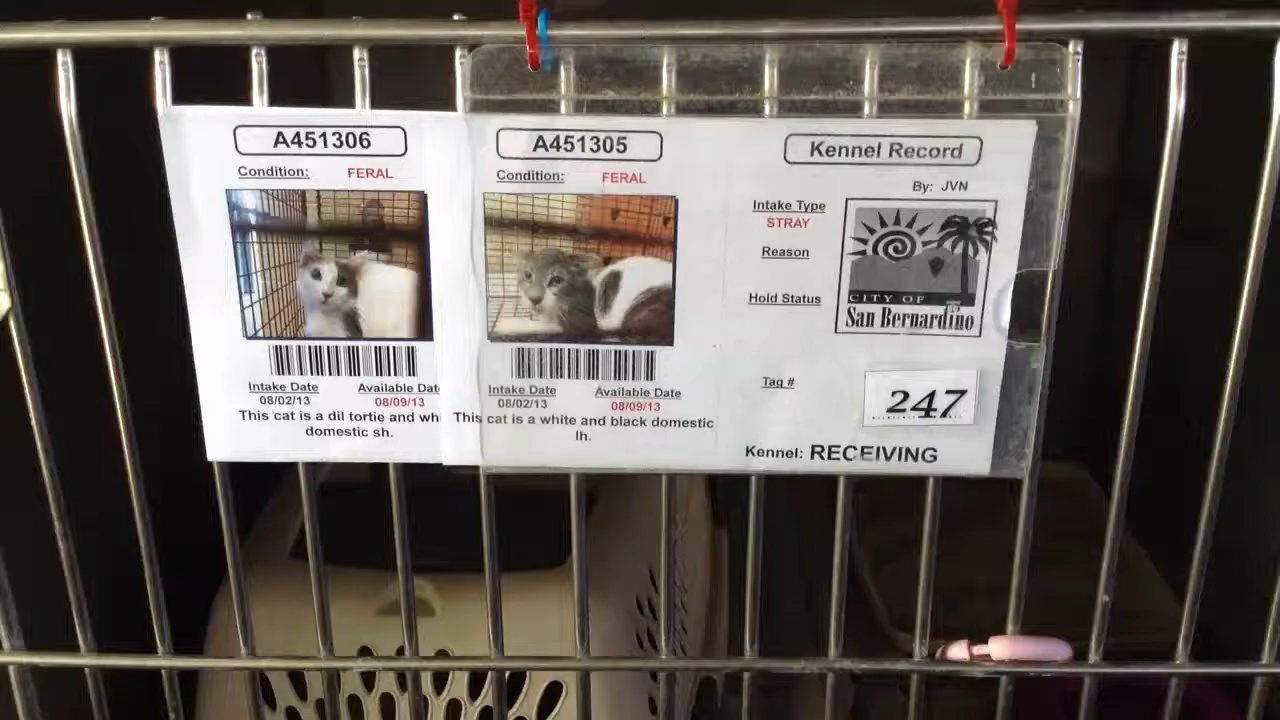 A451306
Condition: FERAL
Intake Date Available Dat
08/02/13 08/09/13
This cat is a dil tortie and wh
domestic sh.
A451305
Condition: FERAL
Intake Date Available Date
08/02/13 08/09/13
This cat is a white and black domestic
lh.
Kennel Record
By: JVN
Intake Type
STRAY
Reason
Hold Status
CITY OF
San Bernardino
Tag #
247
Kennel: RECEIVING